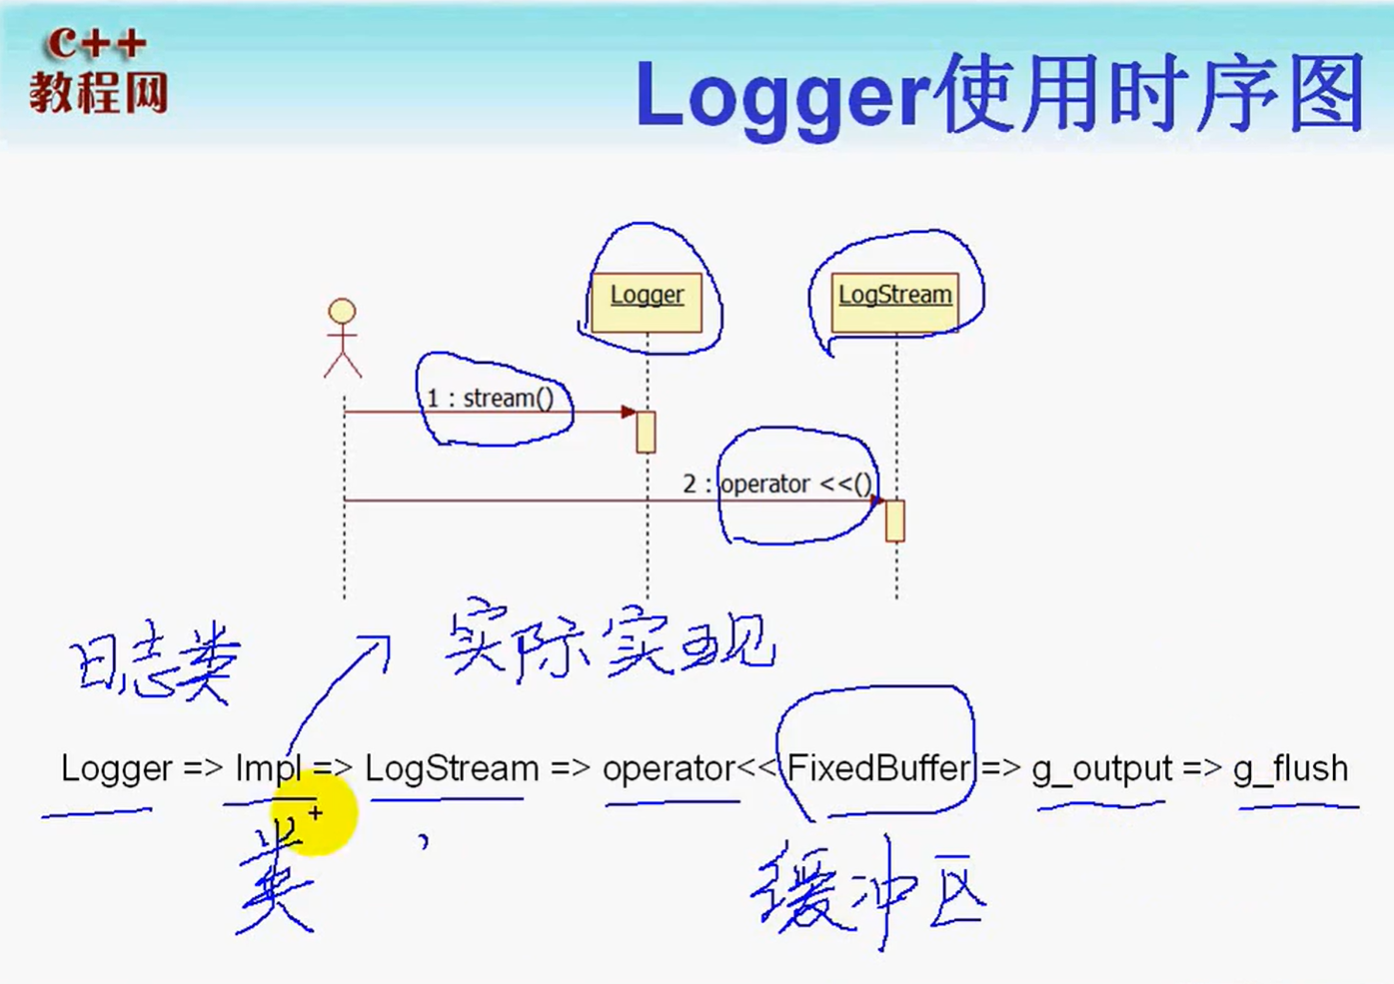 c++
教程网
Logger使用时序图
Logger
LogStream
1 : stream()
2 : operator <<()
日志类
实际实现
Logger => Impl => LogStream => operator<< FixedBuffer => g_output => g_flush
类
,
缓冲区